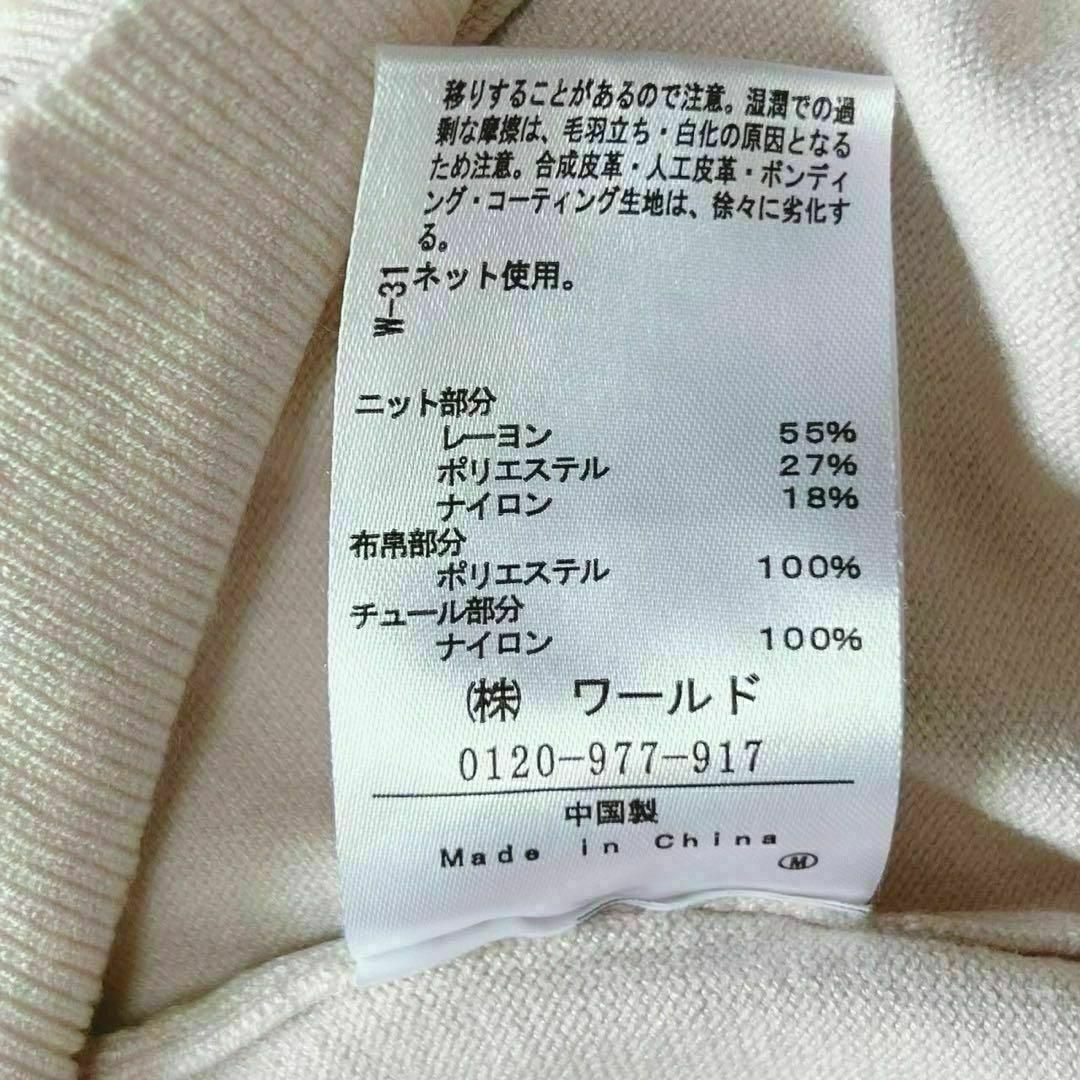 移りすることがあるので注意。湿潤での過
剰な摩擦は、毛羽立ち・白化の原因となる
ため注意。合成皮革・人工皮革・ボンディ
ング・コーティング生地は、徐々に劣化す
る。
W-31
ネット使用。
ニット部分
レーヨン 55%
ポリエステル 27%
ナイロン 18%
布帛部分
ポリエステル 100%
チュール部分
ナイロン 100%
㈱ ワールド
0120-977-917
中国製
Made in China
M